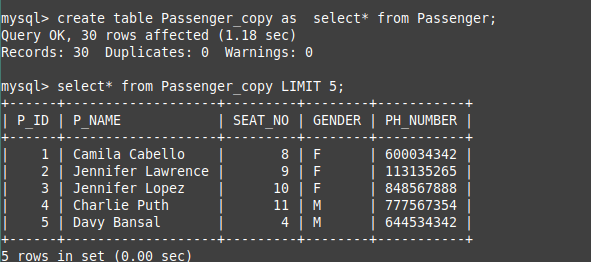 mysql> create table Passenger_copy as  select* from Passenger;
Query OK, 30 rows affected (1.18 sec)
Records: 30  Duplicates: 0  Warnings: 0

mysql> select* from Passenger_copy LIMIT 5;
+------+-------------------+---------+--------+-----------+
| P_ID | P_NAME            | SEAT_NO | GENDER | PH_NUMBER |
+------+-------------------+---------+--------+-----------+
|    1 | Camila Cabello    |       8 | F      | 600034342 |
|    2 | Jennifer Lawrence |       9 | F      | 113135265 |
|    3 | Jennifer Lopez    |      10 | F      | 848567888 |
|    4 | Charlie Puth      |      11 | M      | 777567354 |
|    5 | Davy Bansal       |       4 | M      | 644534342 |
+------+-------------------+---------+--------+-----------+
5 rows in set (0.00 sec)